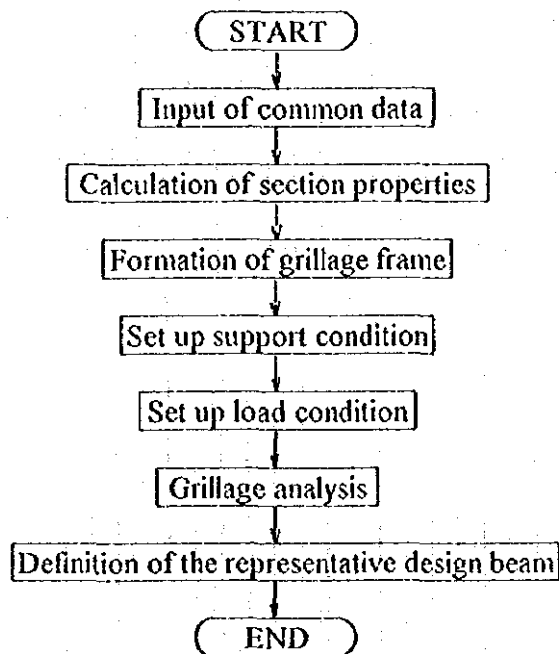 START
Input of common data
Calculation of section properties
Formation of grillage frame
Set up support condition
Set up load condition
Grillage analysis
Definition of the representative design beam
END